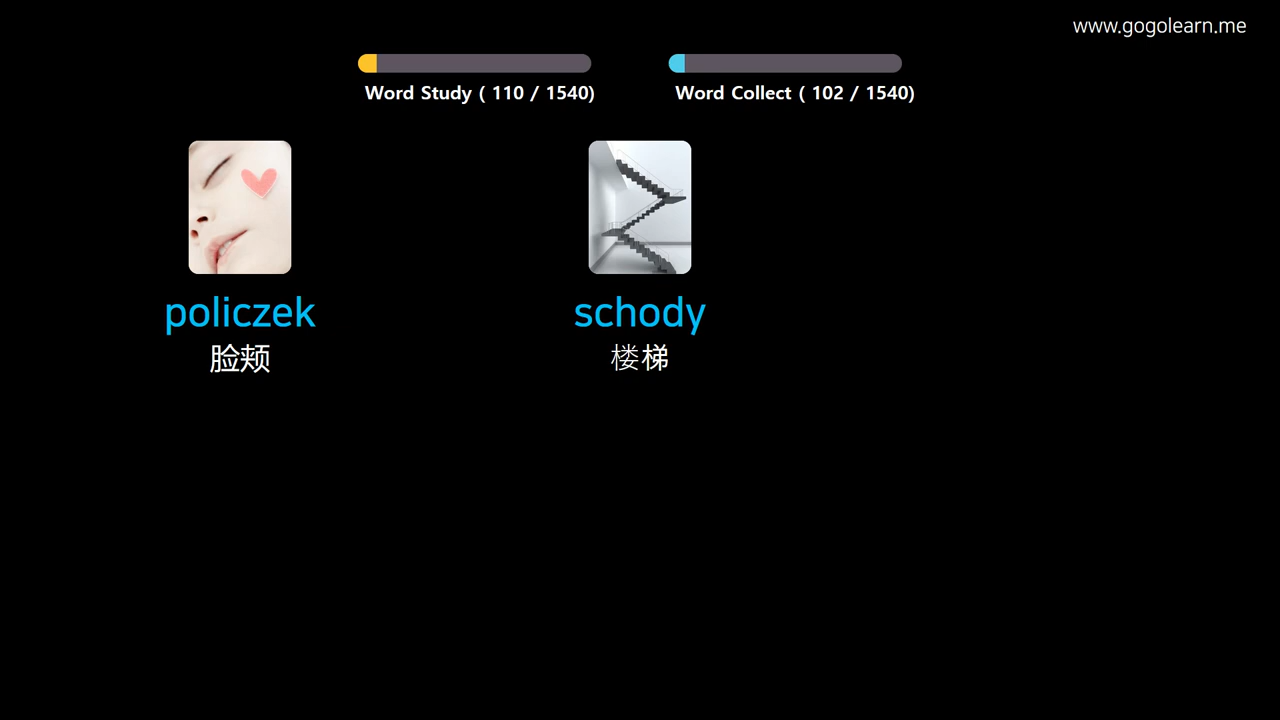 www.gogolearn.me
Word Study ( 110 / 1540)
Word Collect ( 102 / 1540)
policzek
脸颊
schody
楼梯